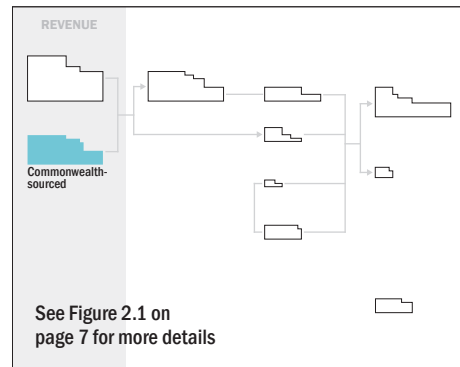 REVENUE
Commonwealth-
sourced
See Figure 2.1 on
page 7 for more details